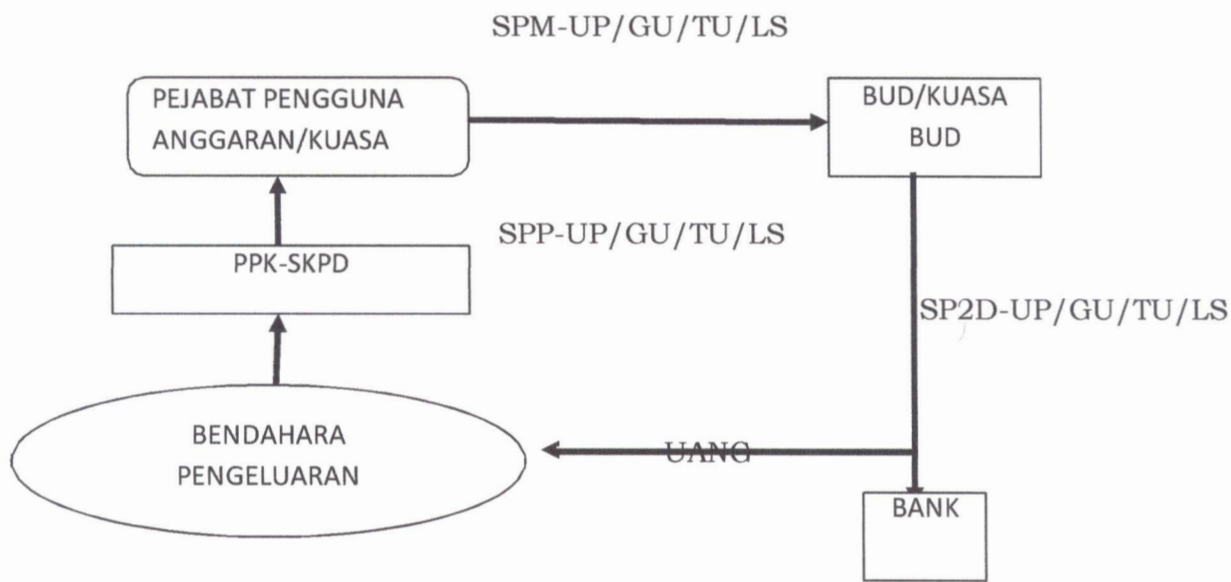 SPM-UP/GU/TU/LS
PEJABAT PENGGUNA
ANGGARAN/KUASA
BUD/KUASA
BUD
SPP-UP/GU/TU/LS
PPK-SKPD
SP2D-UP/GU/TU/LS
BENDAHARA
PENGELUARAN
UANG
BANK